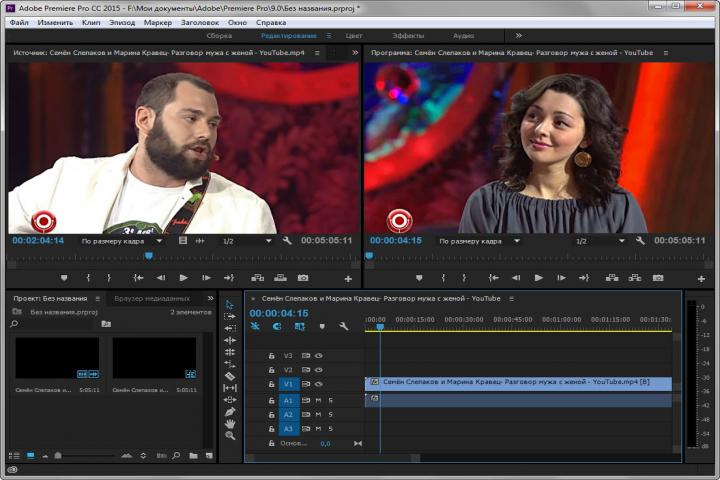 Adobe Premiere Pro CC 2015 - F:\Мои документы\Adobe\Premiere Pro\9.0\Без названия.prproj *
Файл Изменить Клип Эпизод Маркер Заголовок Окно Справка
Сборка Редактирование Цвет Эффекты Аудио
Источник: Семён Слепаков и Марина Кравец- Разговор мужа с женой - YouTube.mp4
Программа: Семён Слепаков и Марина Кравец- Разговор мужа с женой - YouTube
00:02:04:14 По размеру кадра 1/2 00:05:05:11
00:00:04:15 По размеру кадра 1/2 00:05:05:11
Проект: Без названия Браузер медиаданных
Без названия.prproj
2 элементов
Семён Слепаков и... 5:05:11 Семён Слепаков и... 5:05:11
× Семён Слепаков и Марина Кравец- Разговор мужа с женой - YouTube
00:00:04:15
:00:00 00:00:15:00 00:00:30:00 00:00:45:00 00:01:00:00 00:01:15:00 00:01:30:
V3
V2
V1 Семён Слепаков и Марина Кравец- Разговор мужа с женой - YouTube.mp4 [В]
A1 M S
A2 M S
A3 M S
Основ... 0,0
0
-6
-12
-18
-24
-30
-36
-42
-48
-54
dB